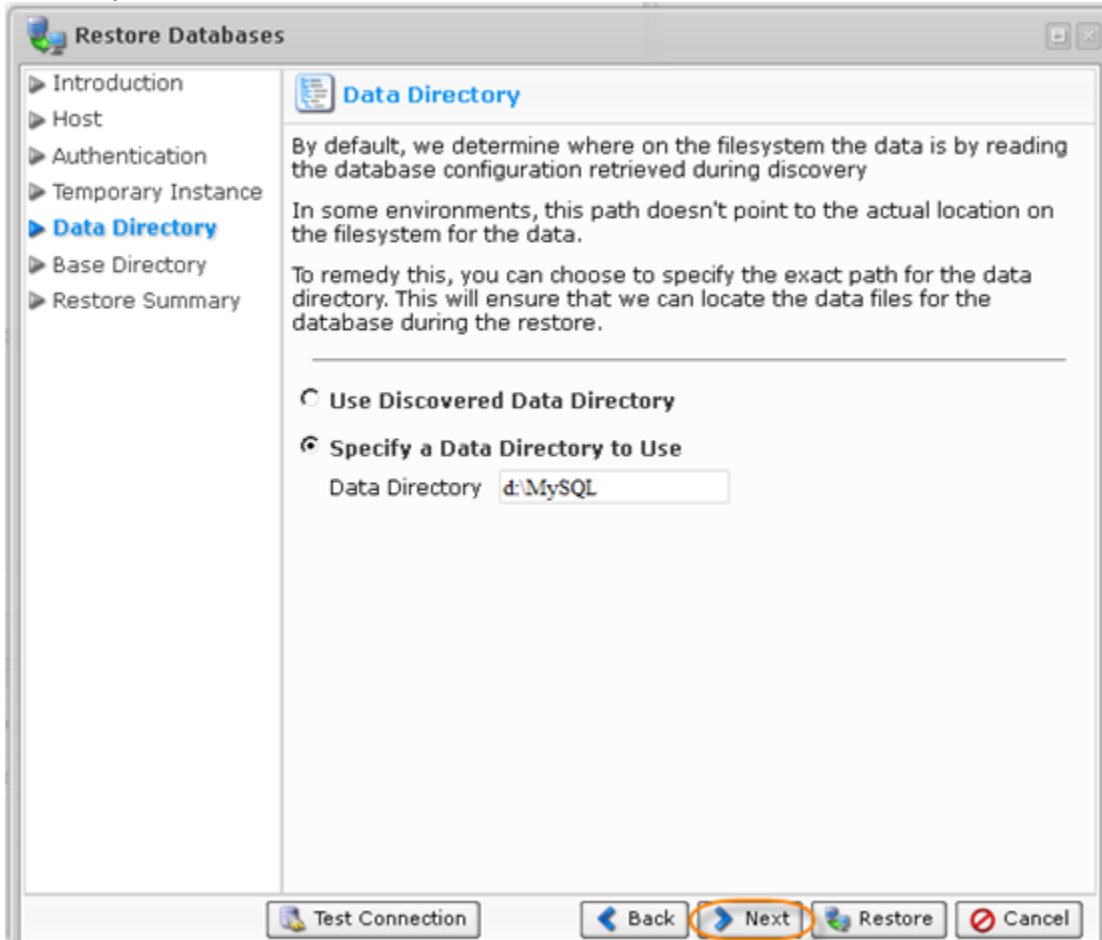 Restore Databases
Introduction
Host
Authentication
Temporary Instance
Data Directory
Base Directory
Restore Summary
Data Directory
By default, we determine where on the filesystem the data is by reading
the database configuration retrieved during discovery
In some environments, this path doesn't point to the actual location on
the filesystem for the data.
To remedy this, you can choose to specify the exact path for the data
directory. This will ensure that we can locate the data files for the
database during the restore.
Use Discovered Data Directory
Specify a Data Directory to Use
Data Directory d:\MySQL
Test Connection Back Next Restore Cancel